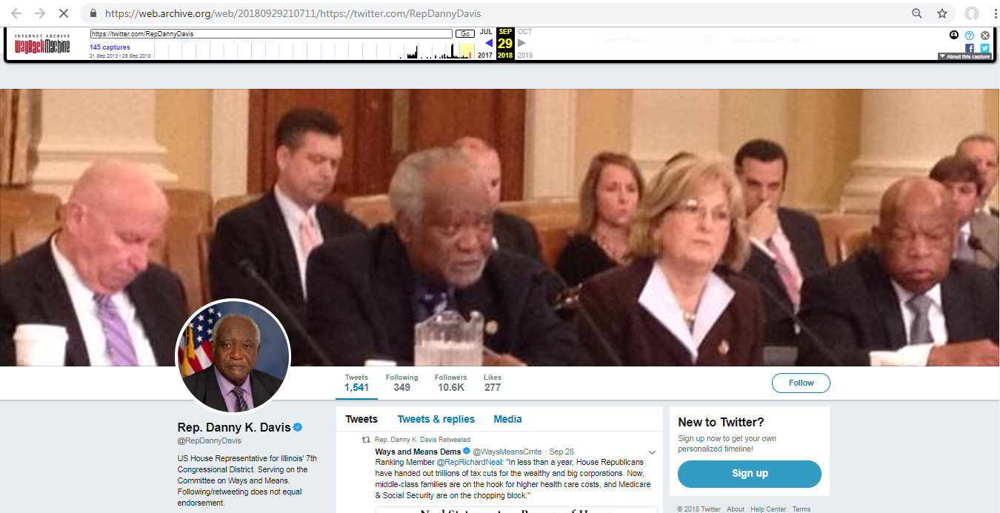 https://web.archive.org/web/20180929210711/https://twitter.com/RepDannyDavis
INTERNET ARCHIVE
WayBackMachine
https://twitter.com/RepDannyDavis
Go
JUL
SEP
OCT
145 captures
21 Sep 2013 - 29 Sep 2018
29
2017
2018
2019
About this capture
Search Twitter
Have an account? Log in
Tweets
Following
Followers
Likes
1,541
349
10.6K
277
Follow
Rep. Danny K. Davis
@RepDannyDavis
US House Representative for Illinois' 7th
Congressional District. Serving on the
Committee on Ways and Means.
Following/retweeting does not equal
endorsement.
Tweets
Tweets & replies
Media
Rep. Danny K. Davis Retweeted
Ways and Means Dems @WaysMeansCmte · Sep 28
Ranking Member @RepRichardNeal: "In less than a year, House Republicans
have handed out trillions of tax cuts for the wealthy and big corporations. Now,
middle-class families are on the hook for higher health care costs, and Medicare
& Social Security are on the chopping block."
New to Twitter?
Sign up now to get your own
personalized timeline!
Sign up
© 2018 Twitter About Help Center Terms